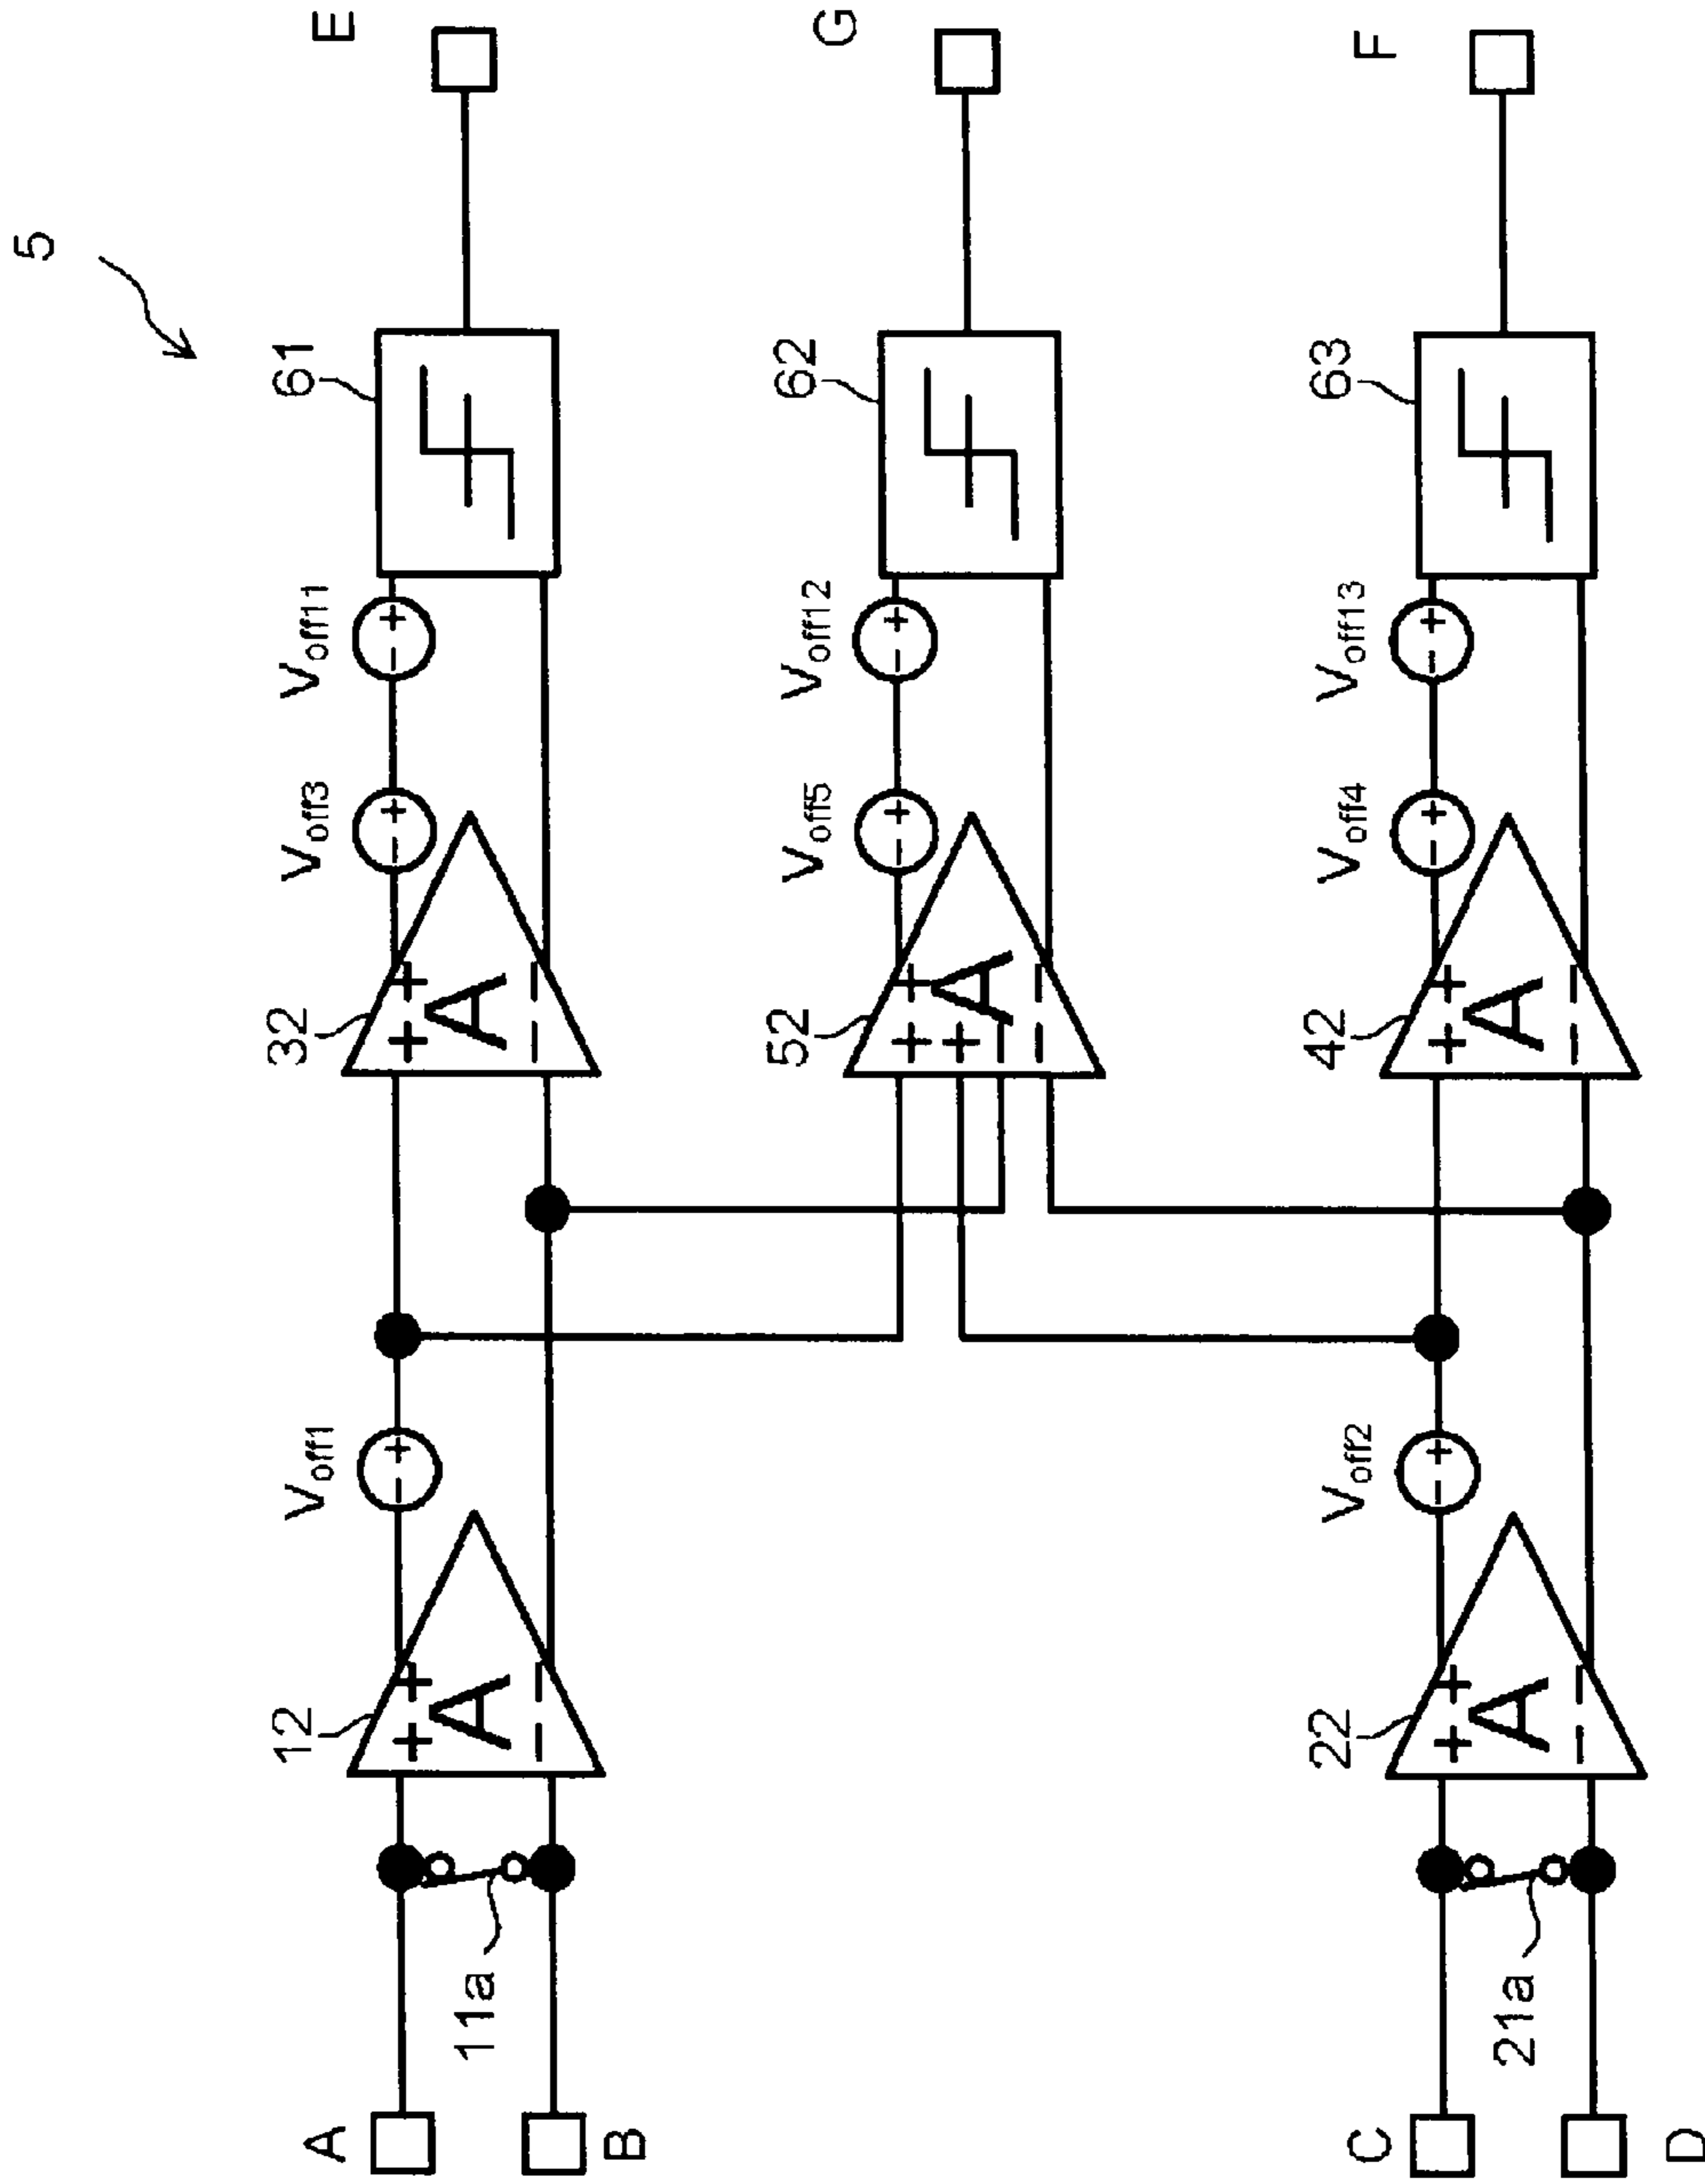 5
A
B
C
D
11a
21a
12
A
+ +
− −
22
A
+ +
− −
Voff1
Voff2
32
A
+ +
− −
52
A
+ +
+
−
− −
42
A
+ +
− −
Voff3
Voff11
Voff5
Voff12
Voff4
Voff13
61
62
63
E
G
F